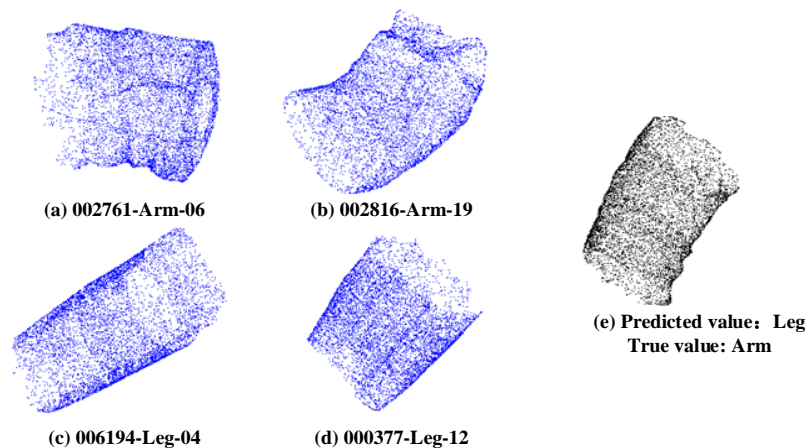 (a) 002761-Arm-06
(b) 002816-Arm-19
(c) 006194-Leg-04
(d) 000377-Leg-12
(e) Predicted value：Leg
True value: Arm